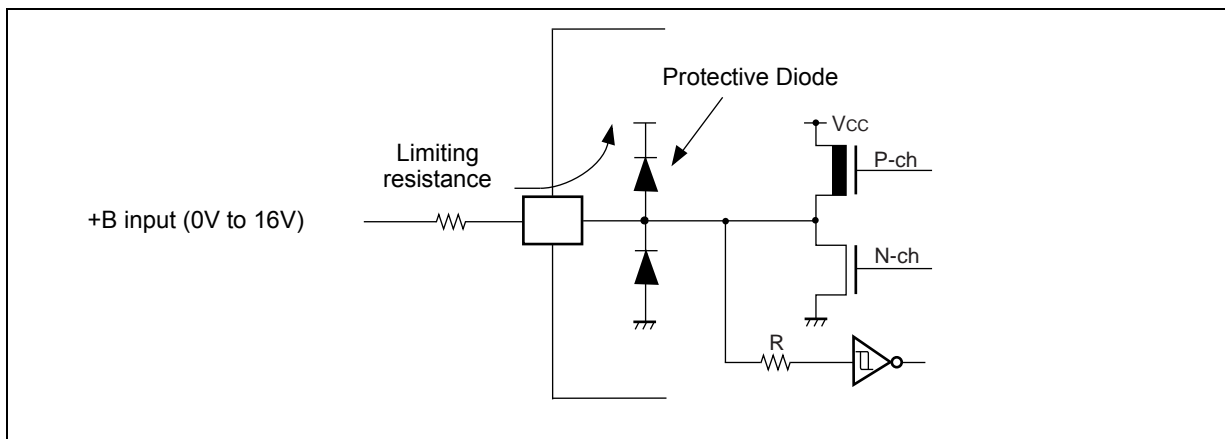 Protective Diode
VCC
Limiting
resistance
P-ch
+B input (0V to 16V)
N-ch
R